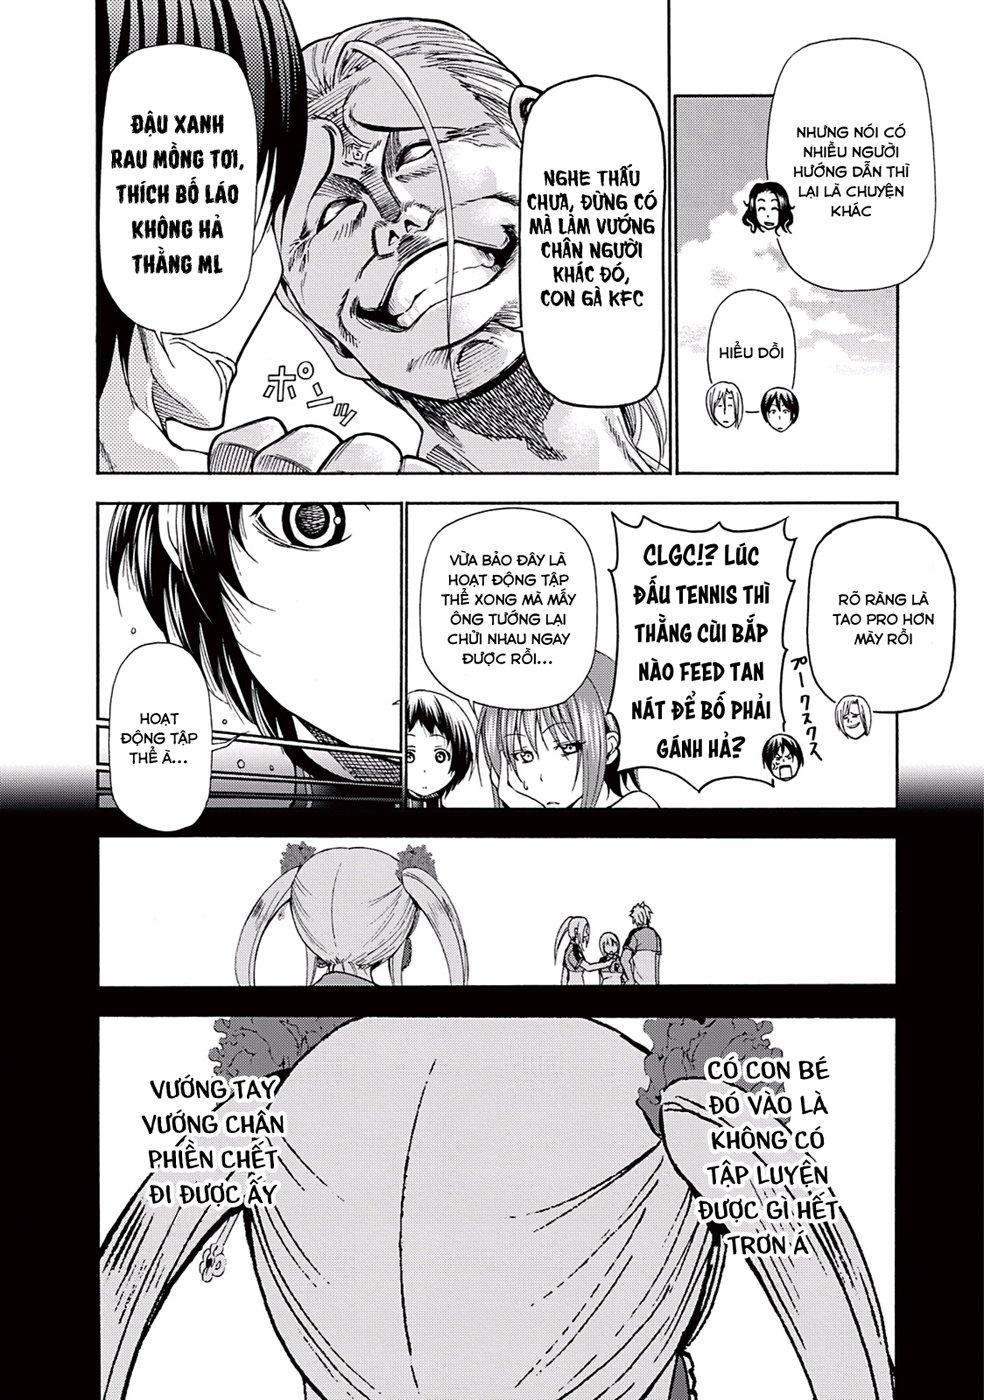 NHƯNG NÓI CÓ
NHIỀU NGƯỜI
HƯỚNG DẪN THÌ
LẠI LÀ CHUYỆN
KHÁC
HIỂU DỒI
NGHE THẤU
CHƯA, ĐỪNG CÓ
MÀ LÀM VƯỚNG
CHÂN NGƯỜI
KHÁC ĐÓ,
CON GÀ KFC
ĐẬU XANH
RAU MỒNG TƠI,
THÍCH BỐ LÁO
KHÔNG HẢ
THẰNG ML
ポンッ
RÕ RÀNG LÀ
TAO PRO HƠN
MÀY RỒI
プークスクス
CLGC!? LÚC
ĐẤU TENNIS THÌ
THẰNG CÙI BẮP
NÀO FEED TAN
NÁT ĐỂ BỐ PHẢI
GÁNH HẢ?
VỪA BẢO ĐÂY LÀ
HOẠT ĐỘNG TẬP
THỂ XONG MÀ MẤY
ÔNG TƯỚNG LẠI
CHỬI NHAU NGAY
ĐƯỢC RỒI...
HOẠT
ĐỘNG TẬP
THỂ À...
CÓ CON BÉ
ĐÓ VÀO LÀ
KHÔNG CÓ
TẬP LUYỆN
ĐƯỢC GÌ HẾT
TRƠN Á
VƯỚNG TAY
VƯỚNG CHÂN
PHIỀN CHẾT
ĐI ĐƯỢC ẤY